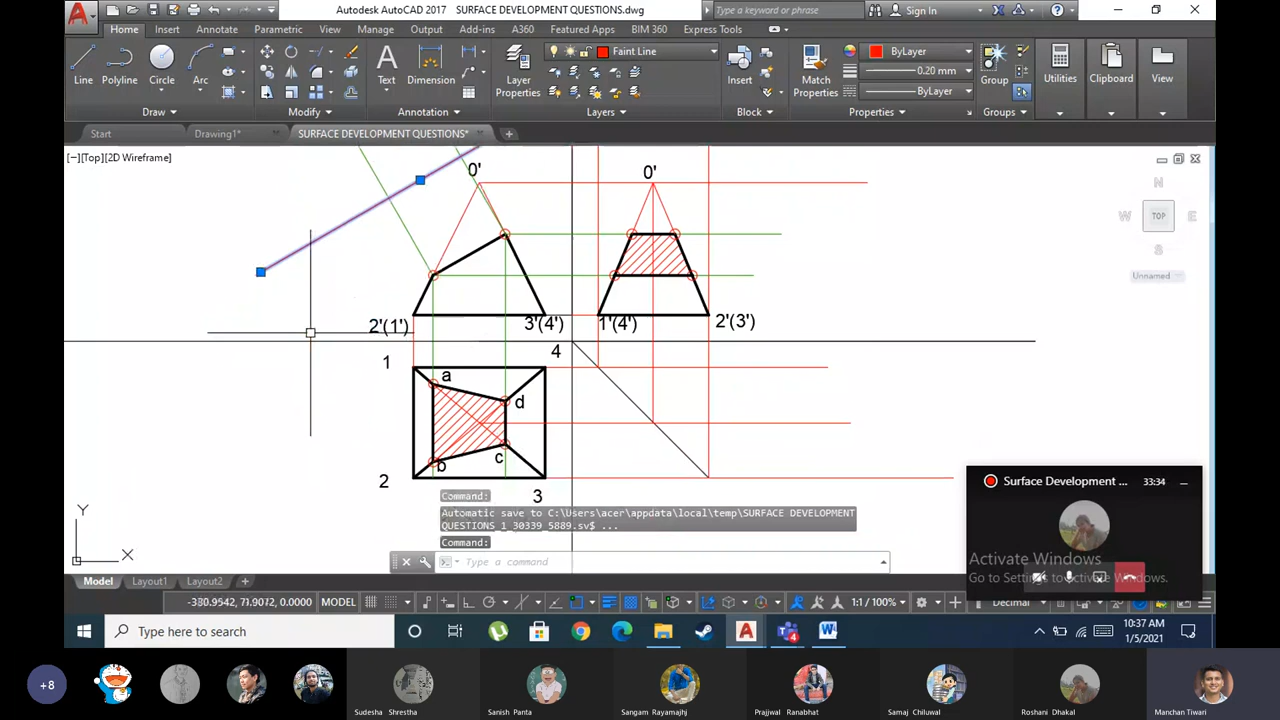 Autodesk AutoCAD 2017 SURFACE DEVELOPMENT QUESTIONS.dwg
Type a keyword or phrase
Sign In
Home Insert Annotate Parametric View Manage Output Add-ins A360 Featured Apps BIM 360 Express Tools
Faint Line
ByLayer
0.20 mm
ByLayer
Line Polyline Circle Arc Text Dimension Layer Properties Insert Match Properties Group Utilities Clipboard View
Draw Modify Annotation Layers Block Properties Groups
Start Drawing1* SURFACE DEVELOPMENT QUESTIONS*
[−][Top][2D Wireframe]
0' 0'
N
W TOP E
S
Unnamed
2'(1') 3'(4') 1'(4') 2'(3')
4
1
a
d
b c
2
3
Y
X
Command:
Automatic save to C:\Users\acer\appdata\local\temp\SURFACE DEVELOPMENT
QUESTIONS_1_30339_5889.sv$ ...
Command:
Type a command
Surface Development ... 33:34
Activate Windows
Go to Settings to activate Windows.
Model Layout1 Layout2
MODEL 1:1 / 100% Decimal
Type here to search
10:37 AM
1/5/2021
+8
Sudesha Shrestha Sanish Panta Sangam Rayamajhi Prajjwal Ranabhat Samaj Chiluwal Roshani Dhakal Manchan Tiwari